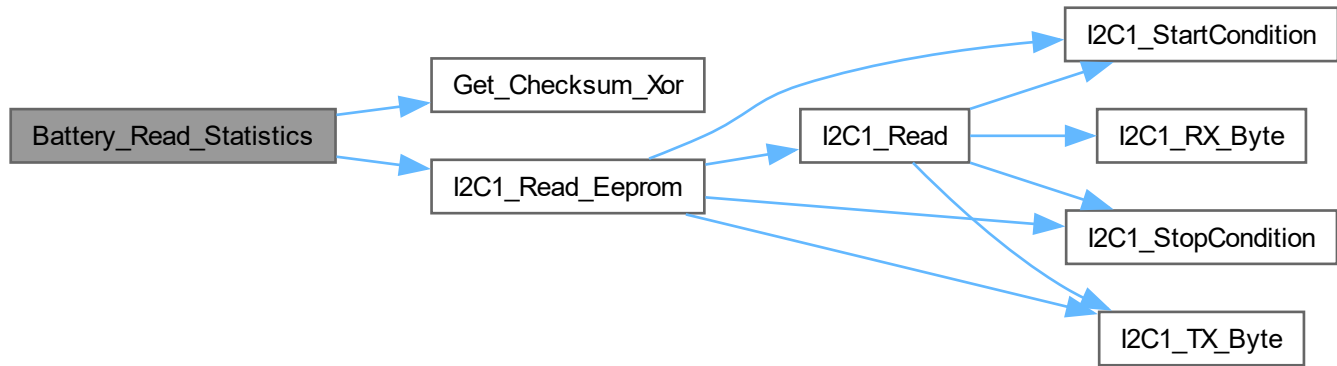 Battery_Read_Statistics
Get_Checksum_Xor
I2C1_Read_Eeprom
I2C1_Read
I2C1_StartCondition
I2C1_RX_Byte
I2C1_StopCondition
I2C1_TX_Byte